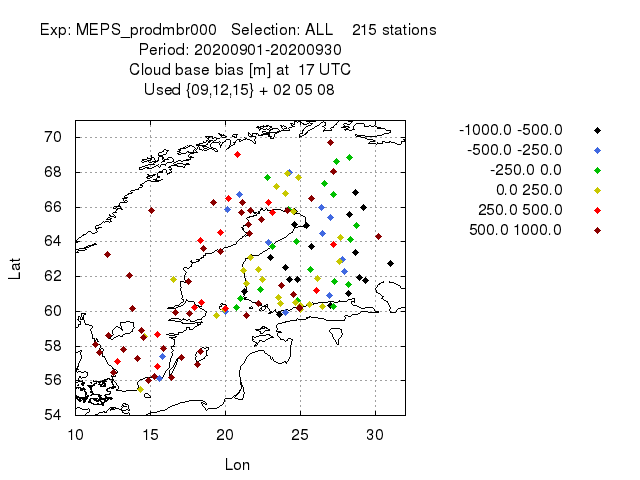 Exp: MEPS_prodmbr000 Selection: ALL 215 stations
Period: 20200901-20200930
Cloud base bias [m] at 17 UTC
Used {09,12,15} + 02 05 08
-1000.0 -500.0
-500.0 -250.0
-250.0 0.0
0.0 250.0
250.0 500.0
500.0 1000.0
70
68
66
64
62
60
58
56
54
Lat
10 15 20 25 30
Lon